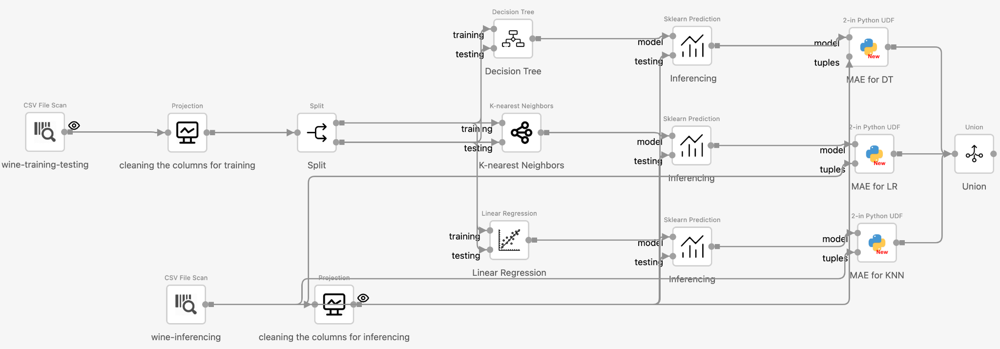 Decision Tree
training
testing
Decision Tree
Sklearn Prediction
model
testing
Inferencing
2-in Python UDF
model
tuples
New
MAE for DT
CSV File Scan
wine-training-testing
Projection
cleaning the columns for training
Split
Split
K-nearest Neighbors
training
testing
K-nearest Neighbors
Sklearn Prediction
model
testing
Inferencing
2-in Python UDF
model
tuples
New
MAE for LR
Union
Union
Linear Regression
training
testing
Linear Regression
Sklearn Prediction
model
testing
Inferencing
2-in Python UDF
model
tuples
New
MAE for KNN
CSV File Scan
wine-inferencing
Projection
cleaning the columns for inferencing